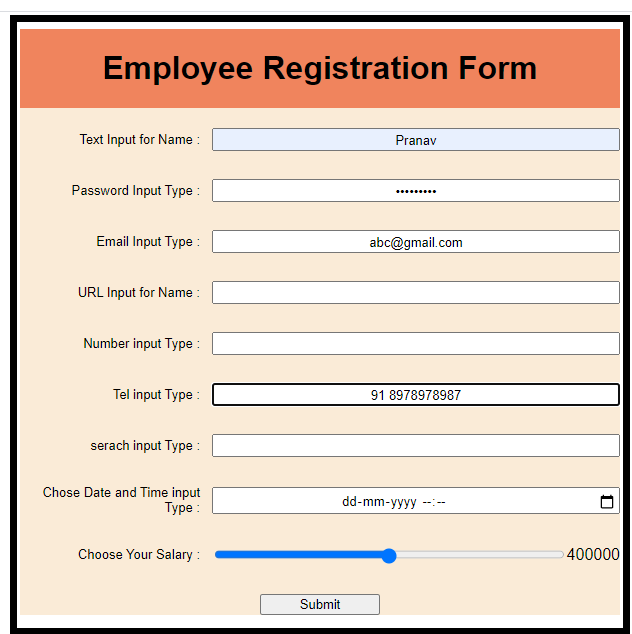 Employee Registration Form
Text Input for Name : Pranav
Password Input Type : •••••••••
Email Input Type : abc@gmail.com
URL Input for Name :
Number input Type :
Tel input Type : 91 8978978987
serach input Type :
Chose Date and Time input
Type : dd-mm-yyyy --:--
Choose Your Salary : 400000
Submit